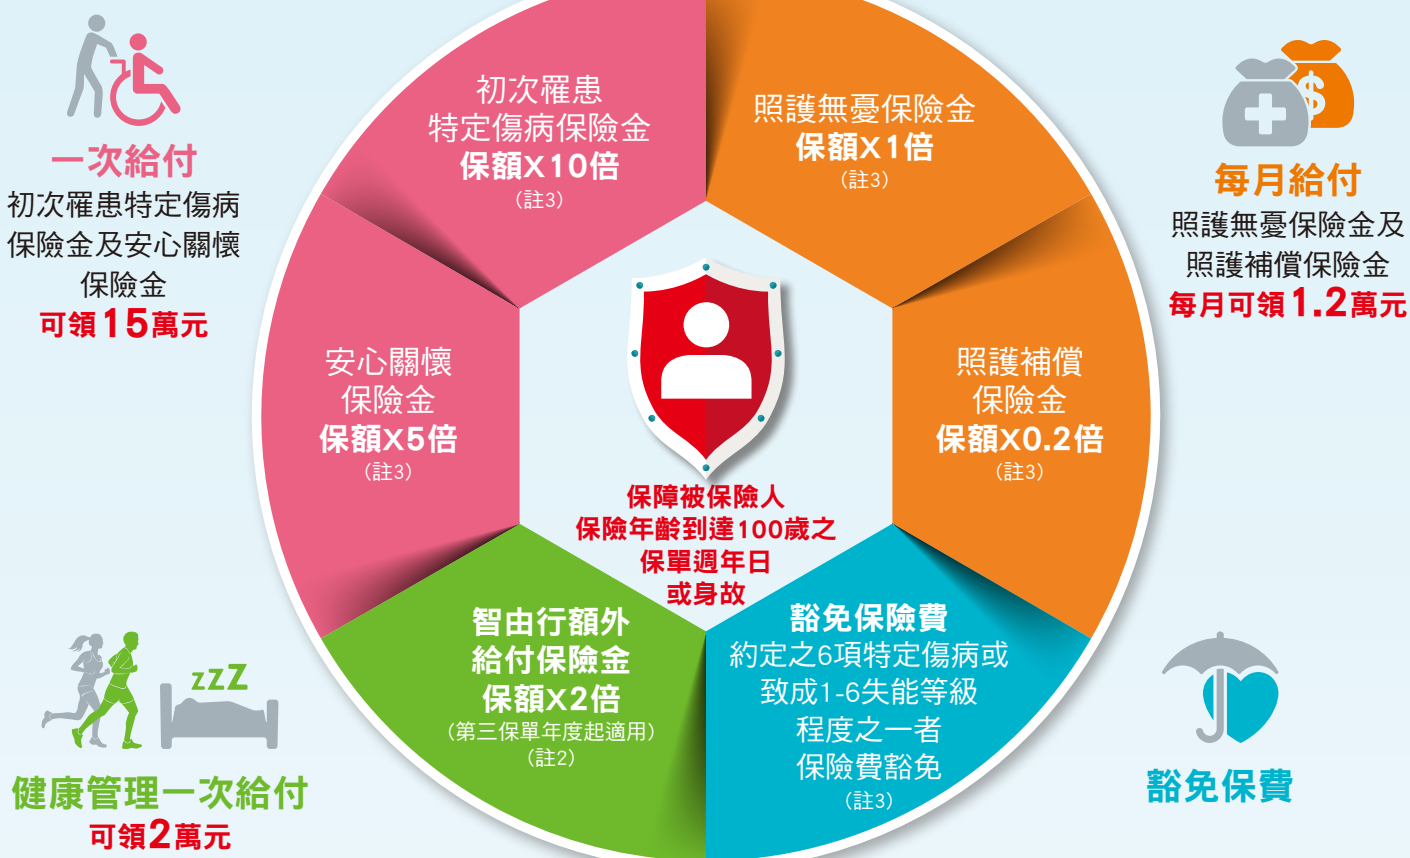 一次給付
初次罹患特定傷病
保險金及安心關懷
保險金
可領15萬元
初次罹患
特定傷病保險金
保額X10倍
（註3）
照護無憂保險金
保額X1倍
（註3）
$
每月給付
照護無憂保險金及
照護補償保險金
每月可領1.2萬元
安心關懷
保險金
保額X5倍
（註3）
照護補償
保險金
保額X0.2倍
（註3）
保障被保險人
保險年齡到達100歲之
保單週年日
或身故
智由行額外
給付保險金
保額X2倍
（第三保單年度起適用）
（註2）
豁免保險費
約定之6項特定傷病或
致成1-6失能等級
程度之一者
保險費豁免
（註3）
zzZ
健康管理一次給付
可領2萬元
豁免保費